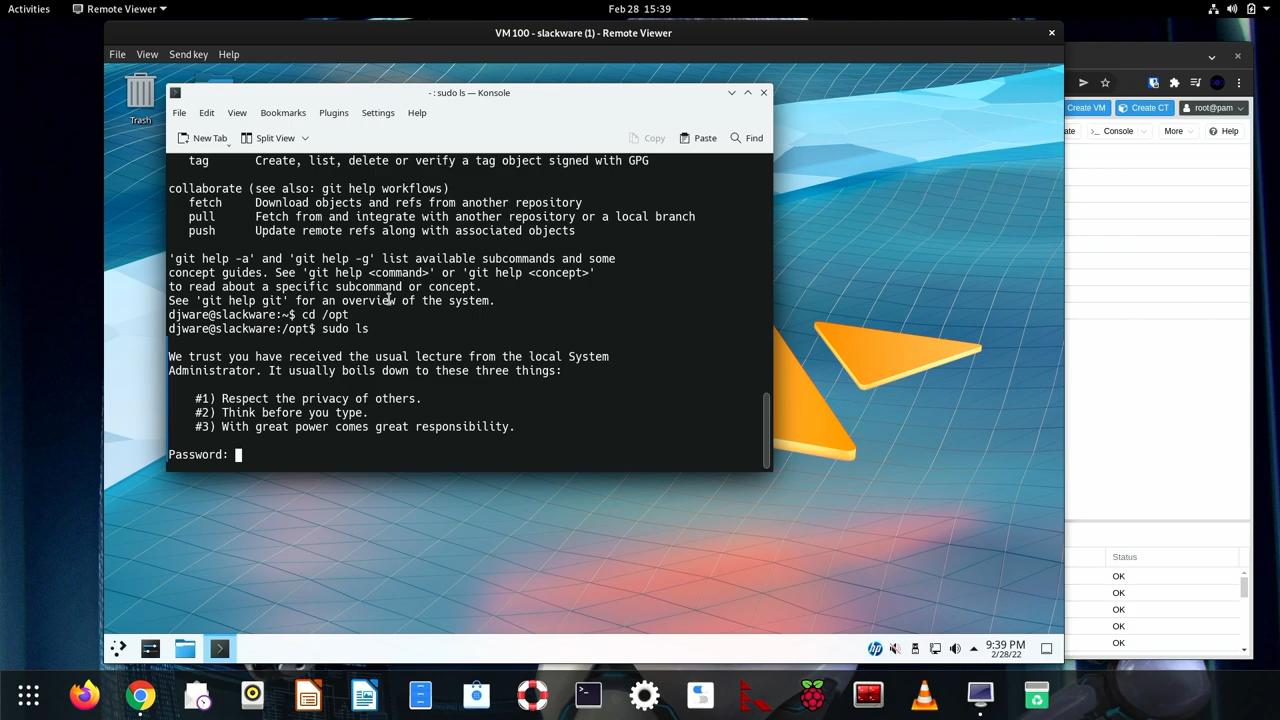 Activities
Remote Viewer
Feb 28 15:39
VM 100 - slackware (1) - Remote Viewer
File View Send key Help
Trash
- : sudo ls — Konsole
File Edit View Bookmarks Plugins Settings Help
New Tab Split View Copy Paste Find
tag Create, list, delete or verify a tag object signed with GPG
collaborate (see also: git help workflows)
fetch Download objects and refs from another repository
pull Fetch from and integrate with another repository or a local branch
push Update remote refs along with associated objects
'git help -a' and 'git help -g' list available subcommands and some
concept guides. See 'git help <command>' or 'git help <concept>'
to read about a specific subcommand or concept.
See 'git help git' for an overview of the system.
djware@slackware:~$ cd /opt
djware@slackware:/opt$ sudo ls
We trust you have received the usual lecture from the local System
Administrator. It usually boils down to these three things:
#1) Respect the privacy of others.
#2) Think before you type.
#3) With great power comes great responsibility.
Password:
Create VM Create CT root@pam
ate Console More Help
Status
OK
OK
OK
OK
OK
hp
9:39 PM
2/28/22